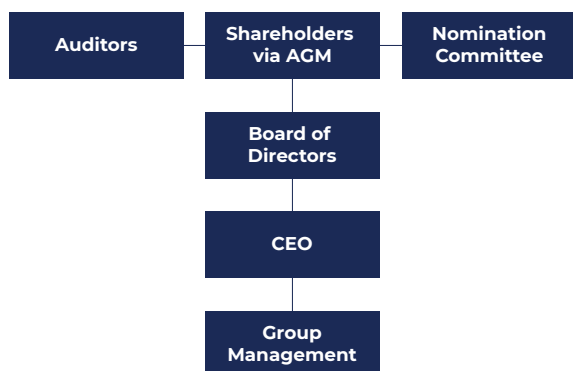 Auditors
Shareholders
via AGM
Nomination
Committee
Board of
Directors
CEO
Group
Management